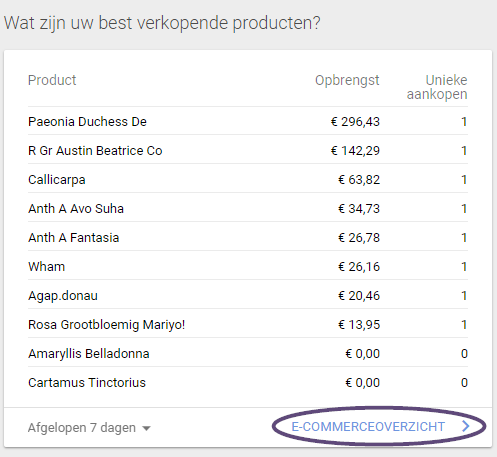 Wat zijn uw best verkopende producten?
Product Opbrengst Unieke
aankopen
Paeonia Duchess De € 296,43 1
R Gr Austin Beatrice Co € 142,29 1
Callicarpa € 63,82 1
Anth A Avo Suha € 34,73 1
Anth A Fantasia € 26,78 1
Wham € 26,16 1
Agap.donau € 20,46 1
Rosa Grootbloemig Mariyo! € 13,95 1
Amaryllis Belladonna € 0,00 0
Cartamus Tinctorius € 0,00 0
Afgelopen 7 dagen E-COMMERCEOVERZICHT